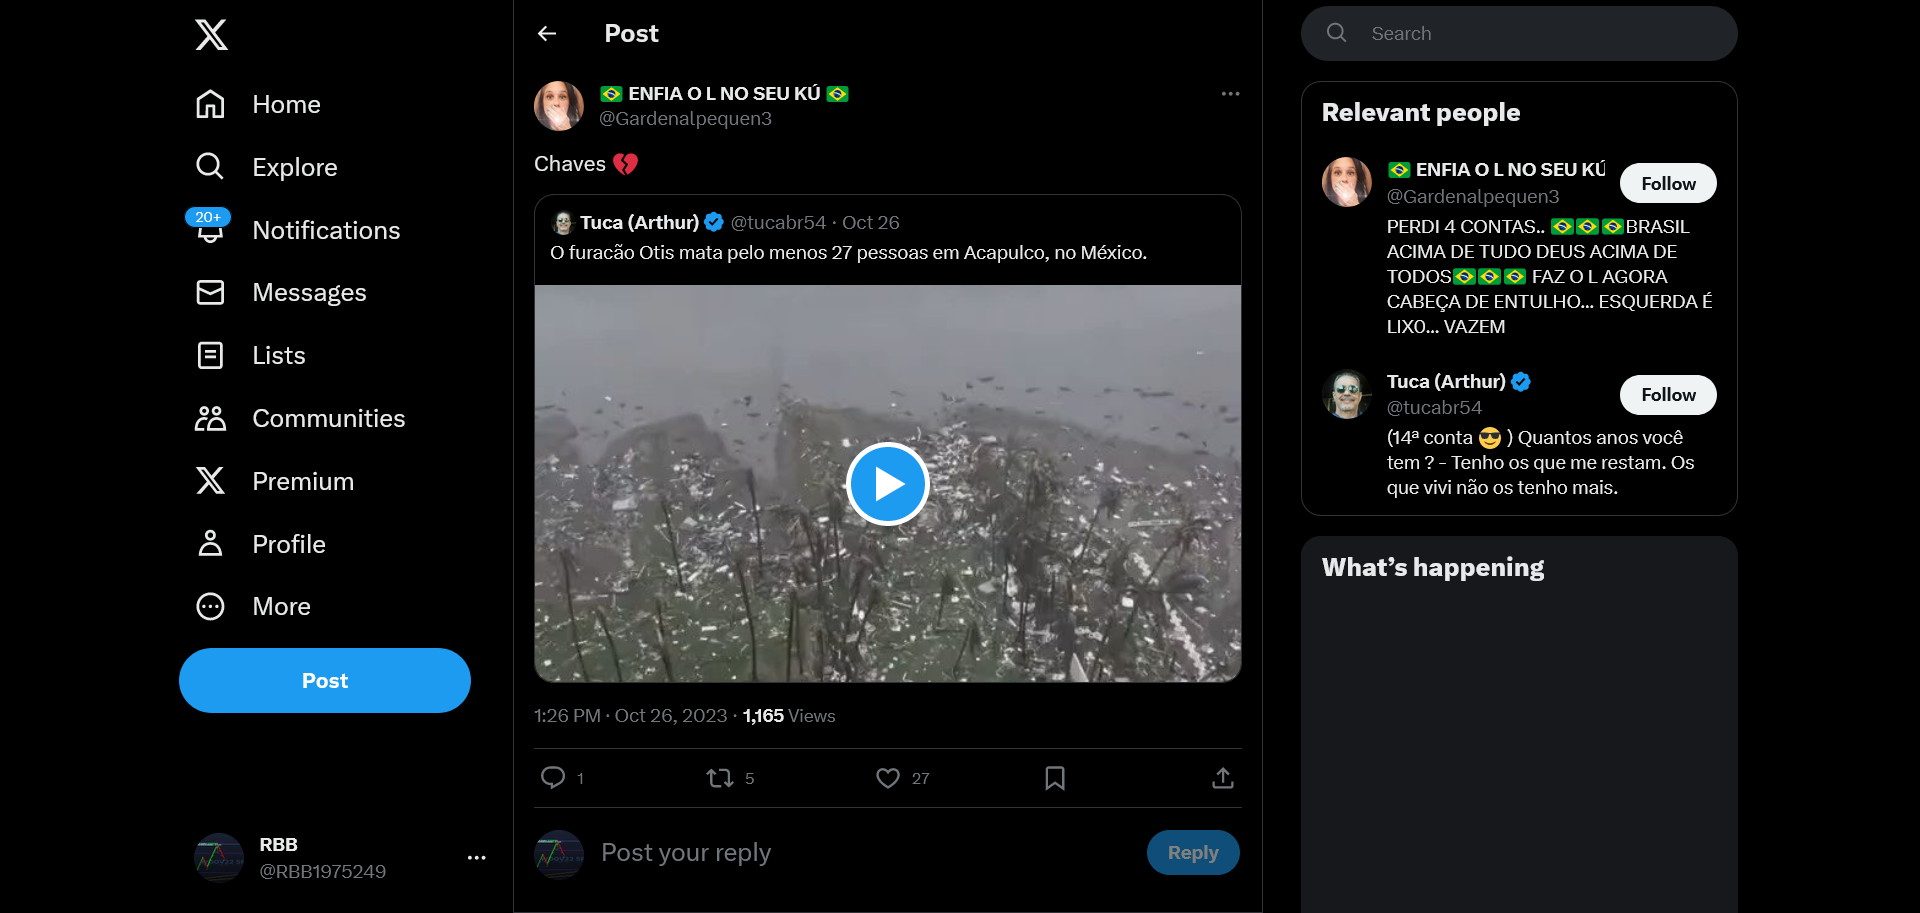 Home
Explore
20+
Notifications
Messages
Lists
Communities
Premium
Profile
More
Post
RBB
@RBB1975249
Post
ENFIA O L NO SEU KÚ
@Gardenalpequen3
Chaves
Tuca (Arthur) @tucabr54 · Oct 26
O furacão Otis mata pelo menos 27 pessoas em Acapulco, no México.
1:26 PM · Oct 26, 2023 · 1,165 Views
1
5
27
Post your reply
Reply
Search
Relevant people
ENFIA O L NO SEU KÚ
Follow
@Gardenalpequen3
PERDI 4 CONTAS.. BRASIL
ACIMA DE TUDO DEUS ACIMA DE
TODOS FAZ O L AGORA
CABEÇA DE ENTULHO... ESQUERDA É
LIX0... VAZEM
Tuca (Arthur)
Follow
@tucabr54
(14ª conta 😎 ) Quantos anos você
tem ? - Tenho os que me restam. Os
que vivi não os tenho mais.
What's happening